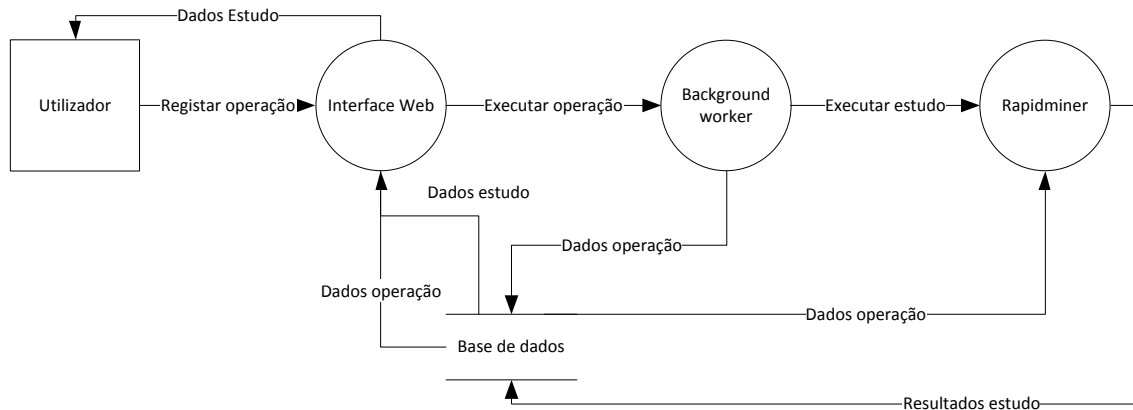 Dados Estudo
Utilizador
Registar operação
Interface Web
Executar operação
Background
worker
Executar estudo
Rapidminer
Dados estudo
Dados operação
Dados operação
Dados operação
Base de dados
Resultados estudo